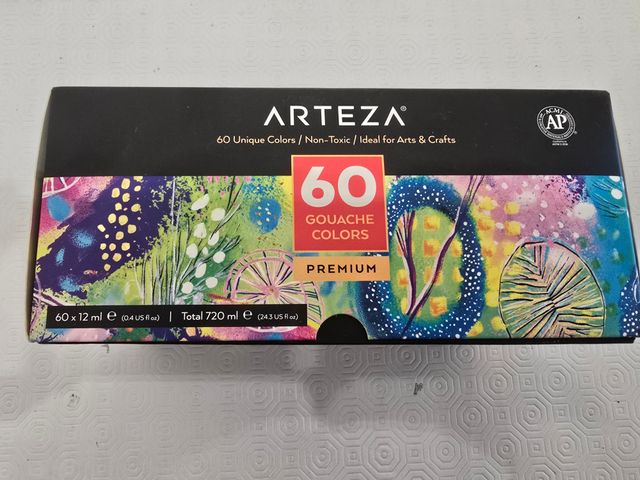 ARTEZA®
60 Unique Colors / Non-Toxic / Ideal for Arts & Crafts
ACMI
AP
60
GOUACHE
COLORS
PREMIUM
60 x 12 ml ℮ (0.4 US fl oz) | Total 720 ml ℮ (24.3 US fl oz)